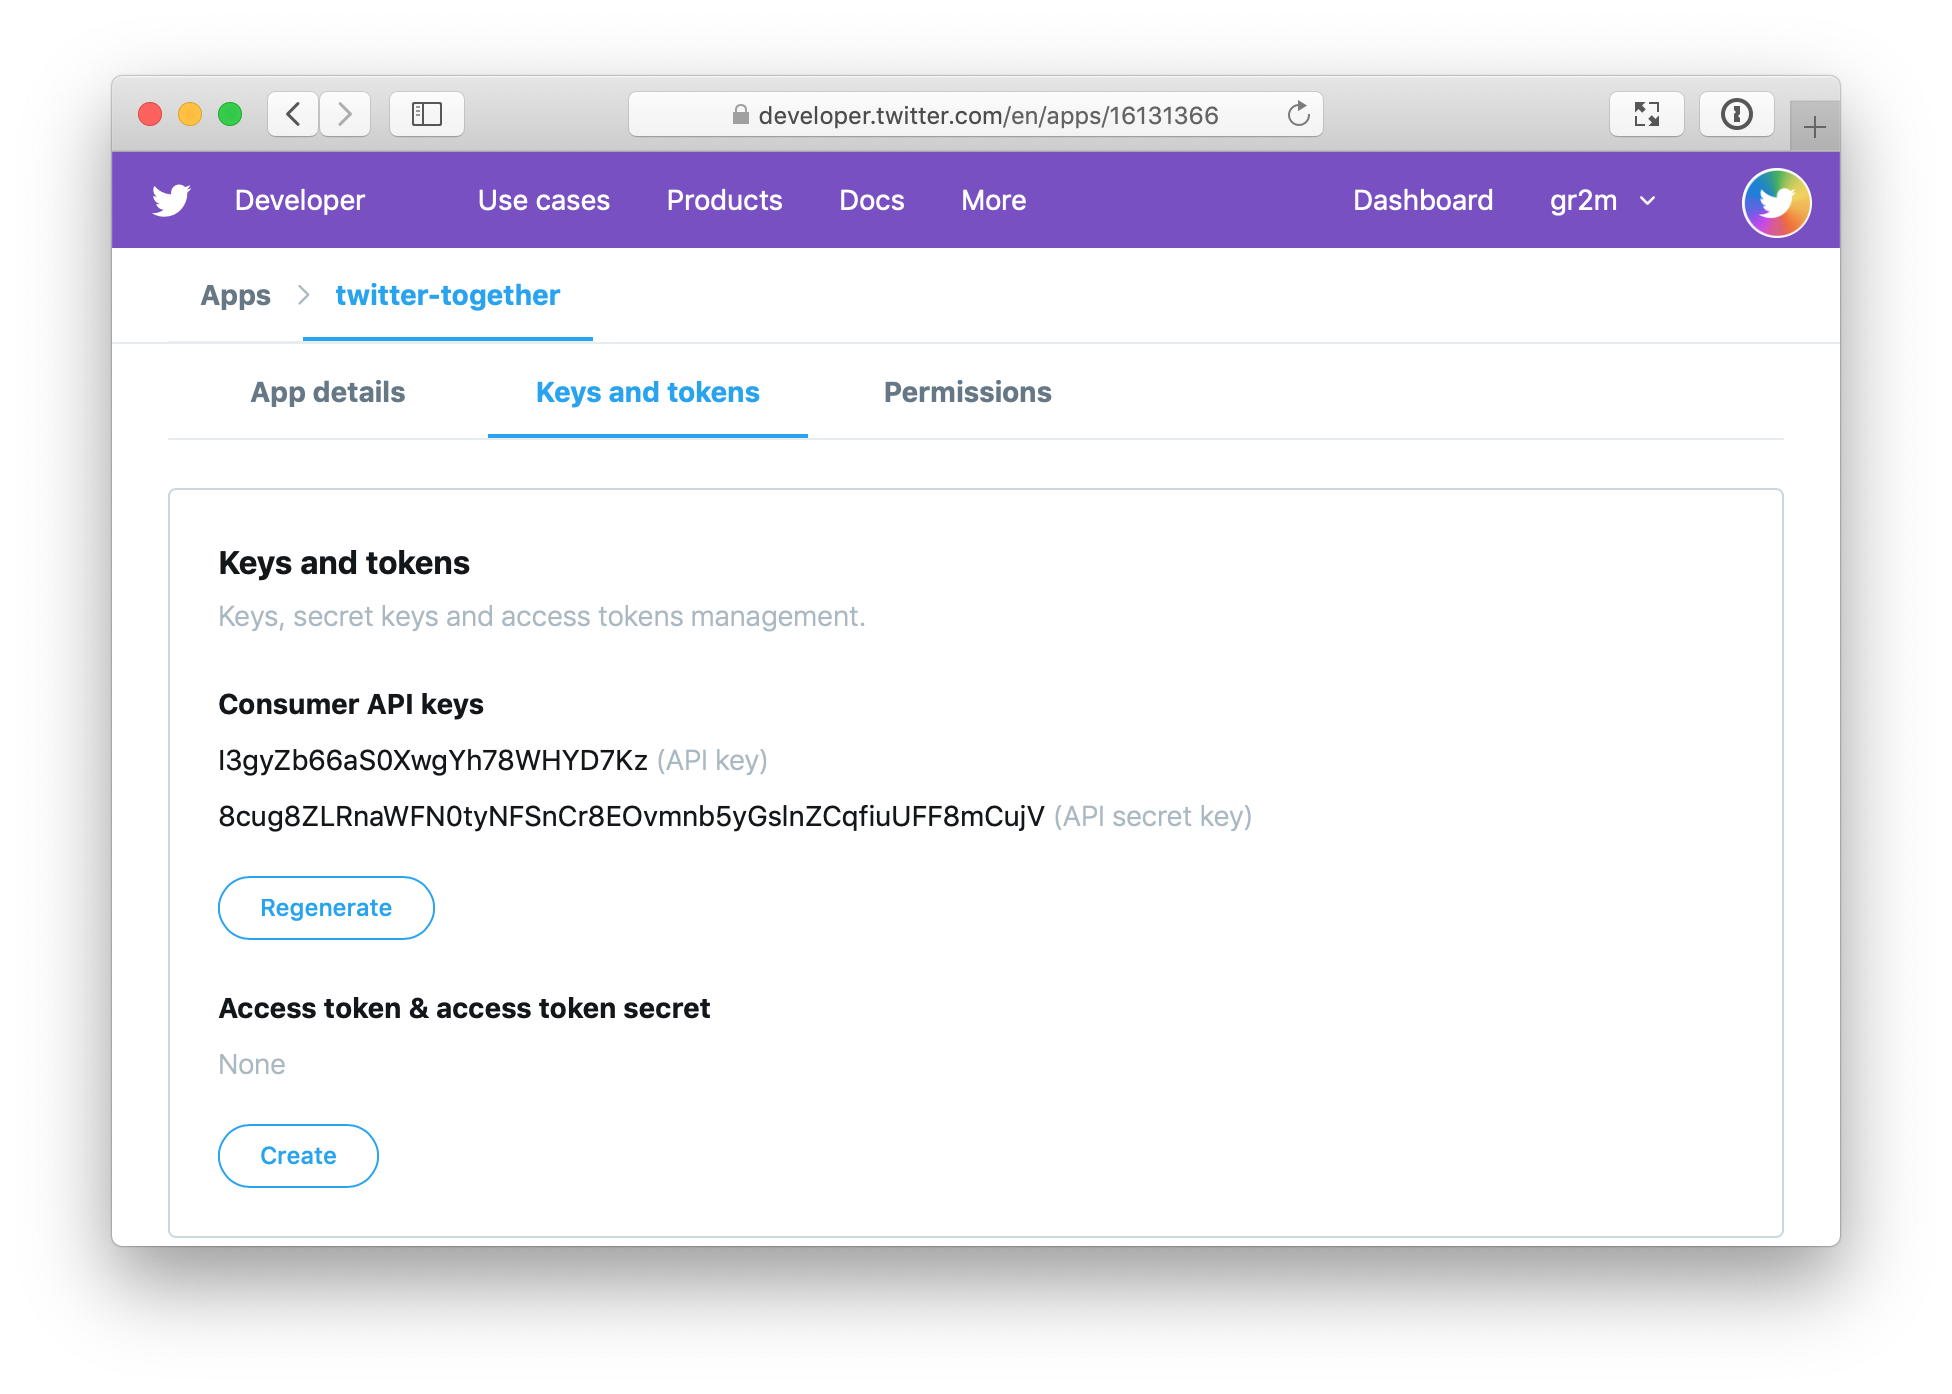 developer.twitter.com/en/apps/16131366
Developer Use cases Products Docs More Dashboard gr2m
Apps > twitter-together
App details Keys and tokens Permissions
Keys and tokens
Keys, secret keys and access tokens management.
Consumer API keys
l3gyZb66aS0XwgYh78WHYD7Kz (API key)
8cug8ZLRnaWFN0tyNFSnCr8EOvmnb5yGslnZCqfiuUFF8mCujV (API secret key)
Regenerate
Access token & access token secret
None
Create